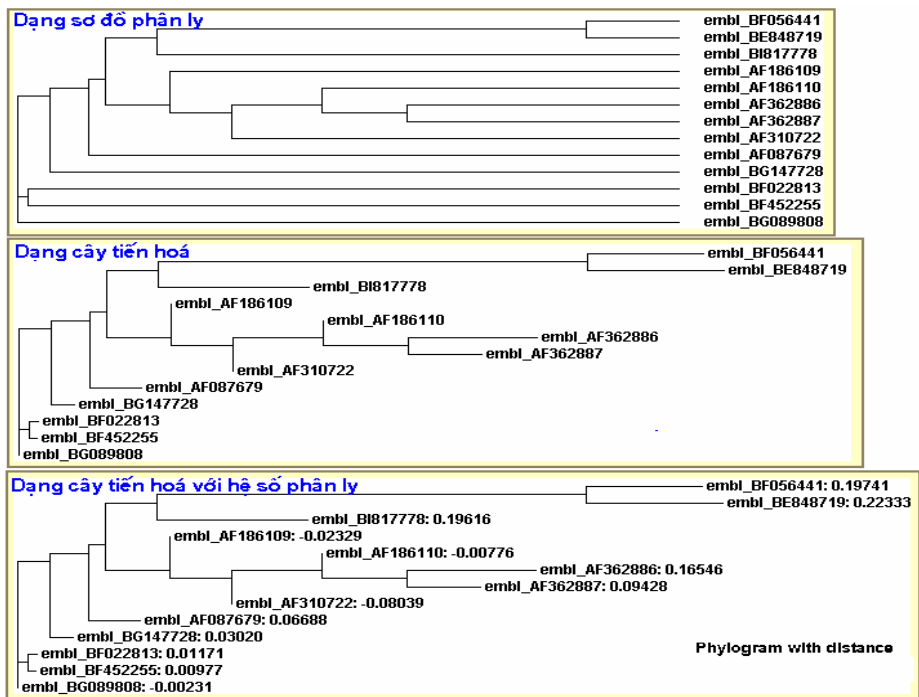 Dạng sơ đồ phân ly
embl_BF056441
embl_BE848719
embl_BI817778
embl_AF186109
embl_AF186110
embl_AF362886
embl_AF362887
embl_AF310722
embl_AF087679
embl_BG147728
embl_BF022813
embl_BF452255
embl_BG089808
Dạng cây tiến hoá
embl_BF056441
embl_BE848719
embl_BI817778
embl_AF186109
embl_AF186110
embl_AF362886
embl_AF362887
embl_AF310722
embl_AF087679
embl_BG147728
embl_BF022813
embl_BF452255
embl_BG089808
Dạng cây tiến hoá với hệ số phân ly
embl_BF056441: 0.19741
embl_BE848719: 0.22333
embl_BI817778: 0.19616
embl_AF186109: -0.02329
embl_AF186110: -0.00776
embl_AF362886: 0.16546
embl_AF362887: 0.09428
embl_AF310722: -0.08039
embl_AF087679: 0.06688
embl_BG147728: 0.03020
embl_BF022813: 0.01171
embl_BF452255: 0.00977
embl_BG089808: -0.00231
Phylogram with distance